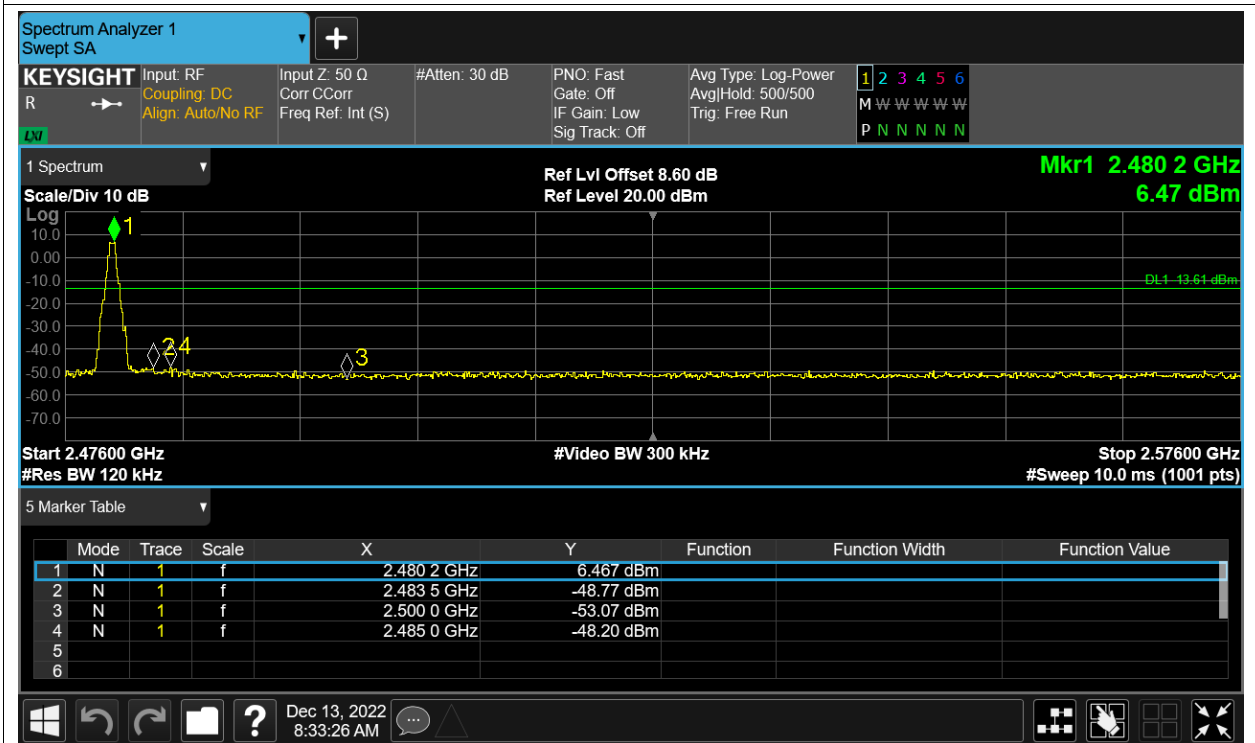 Spectrum Analyzer 1
Swept SA
+
KEYSIGHT
R
LXI
Input: RF
Coupling: DC
Align: Auto/No RF
Input Z: 50 Ω
Corr CCorr
Freq Ref: Int (S)
#Atten: 30 dB
PNO: Fast
Gate: Off
IF Gain: Low
Sig Track: Off
Avg Type: Log-Power
Avg|Hold: 500/500
Trig: Free Run
1 2 3 4 5 6
M W W W W W
P N N N N N
1 Spectrum
Scale/Div 10 dB
Ref Lvl Offset 8.60 dB
Ref Level 20.00 dBm
Mkr1 2.480 2 GHz
6.47 dBm
Log
10.0
0.00
-10.0
-20.0
-30.0
-40.0
-50.0
-60.0
-70.0
1
2 4
3
DL1 -13.61 dBm
Start 2.47600 GHz
#Res BW 120 kHz
#Video BW 300 kHz
Stop 2.57600 GHz
#Sweep 10.0 ms (1001 pts)
5 Marker Table
Mode Trace Scale X Y Function Function Width Function Value
1 N 1 f 2.480 2 GHz 6.467 dBm
2 N 1 f 2.483 5 GHz -48.77 dBm
3 N 1 f 2.500 0 GHz -53.07 dBm
4 N 1 f 2.485 0 GHz -48.20 dBm
5
6
?
Dec 13, 2022
8:33:26 AM